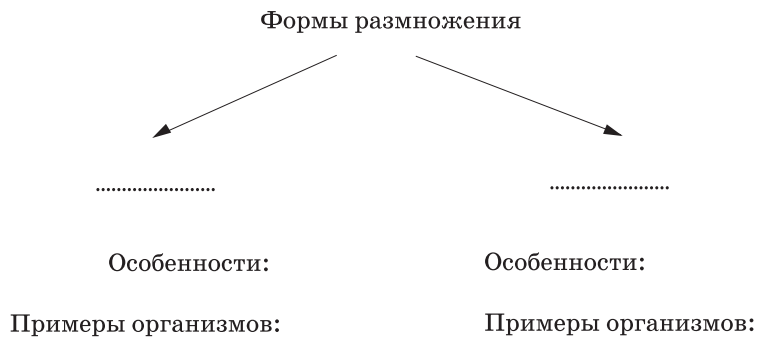 Формы размножения
....................... .......................
Особенности: Особенности:
Примеры организмов: Примеры организмов: